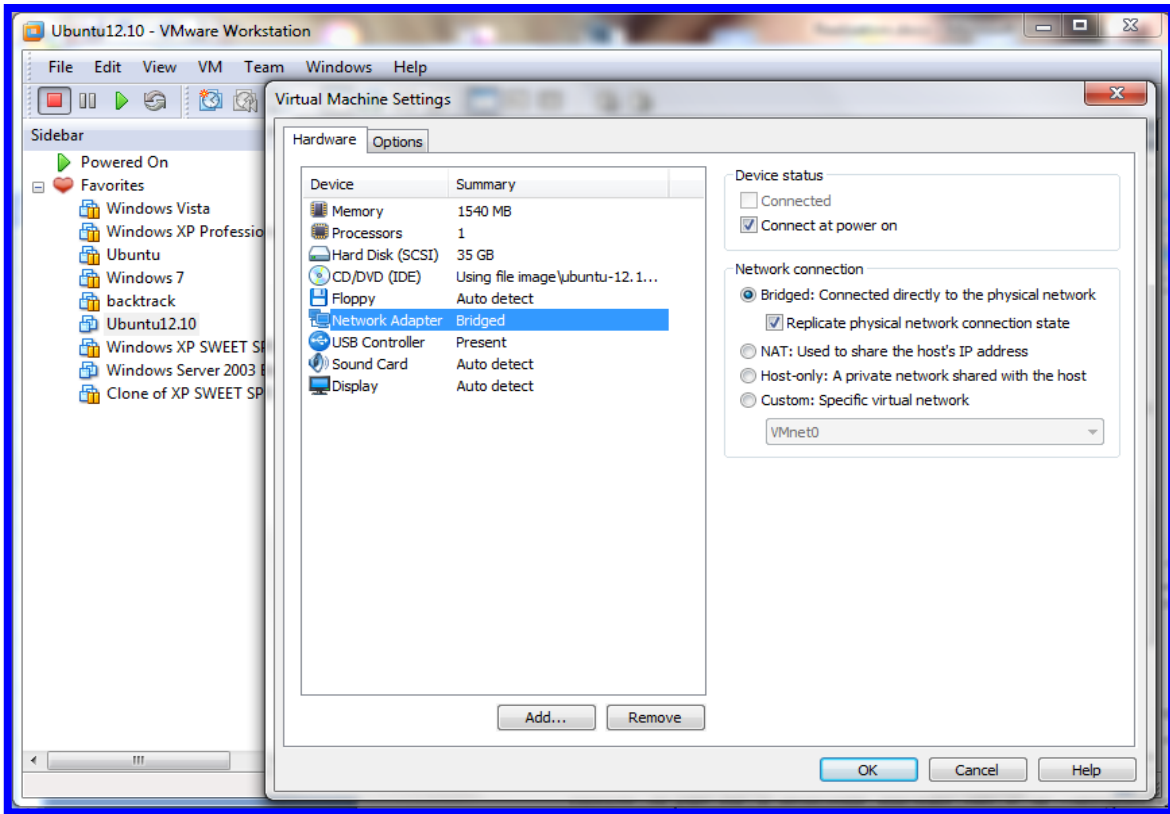 Ubuntu12.10 - VMware Workstation
File Edit View VM Team Windows Help
Sidebar
Powered On
Favorites
Windows Vista
Windows XP Professio
Ubuntu
Windows 7
backtrack
Ubuntu12.10
Windows XP SWEET
Windows Server 2003
Clone of XP SWEET SP
Virtual Machine Settings
Hardware Options
Device Summary
Memory 1540 MB
Processors 1
Hard Disk (SCSI) 35 GB
CD/DVD (IDE) Using file image\ubuntu-12.1...
Floppy Auto detect
Network Adapter Bridged
USB Controller Present
Sound Card Auto detect
Display Auto detect
Add... Remove
Device status
Connected
Connect at power on
Network connection
Bridged: Connected directly to the physical network
Replicate physical network connection state
NAT: Used to share the host's IP address
Host-only: A private network shared with the host
Custom: Specific virtual network
VMnet0
OK Cancel Help